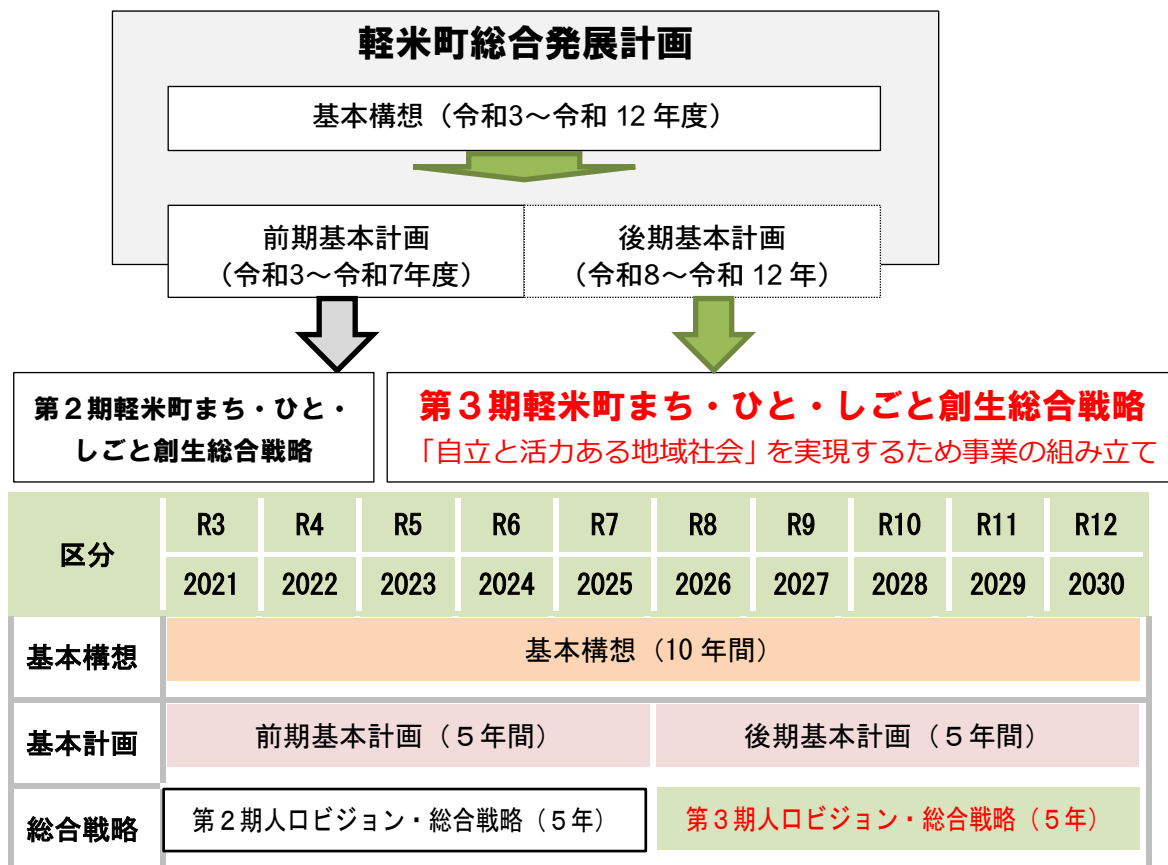 軽米町総合発展計画
基本構想（令和3～令和 12 年度）
前期基本計画
（令和3～令和7年度）
後期基本計画
（令和8～令和 12 年）
第２期軽米町まち・ひと・
しごと創生総合戦略
第３期軽米町まち・ひと・しごと創生総合戦略
「自立と活力ある地域社会」を実現するため事業の組み立て
区分 R3 R4 R5 R6 R7 R8 R9 R10 R11 R12
2021 2022 2023 2024 2025 2026 2027 2028 2029 2030
基本構想 基本構想（10 年間）
基本計画 前期基本計画（５年間） 後期基本計画（５年間）
総合戦略 第２期人口ビジョン・総合戦略（５年） 第３期人口ビジョン・総合戦略（５年）